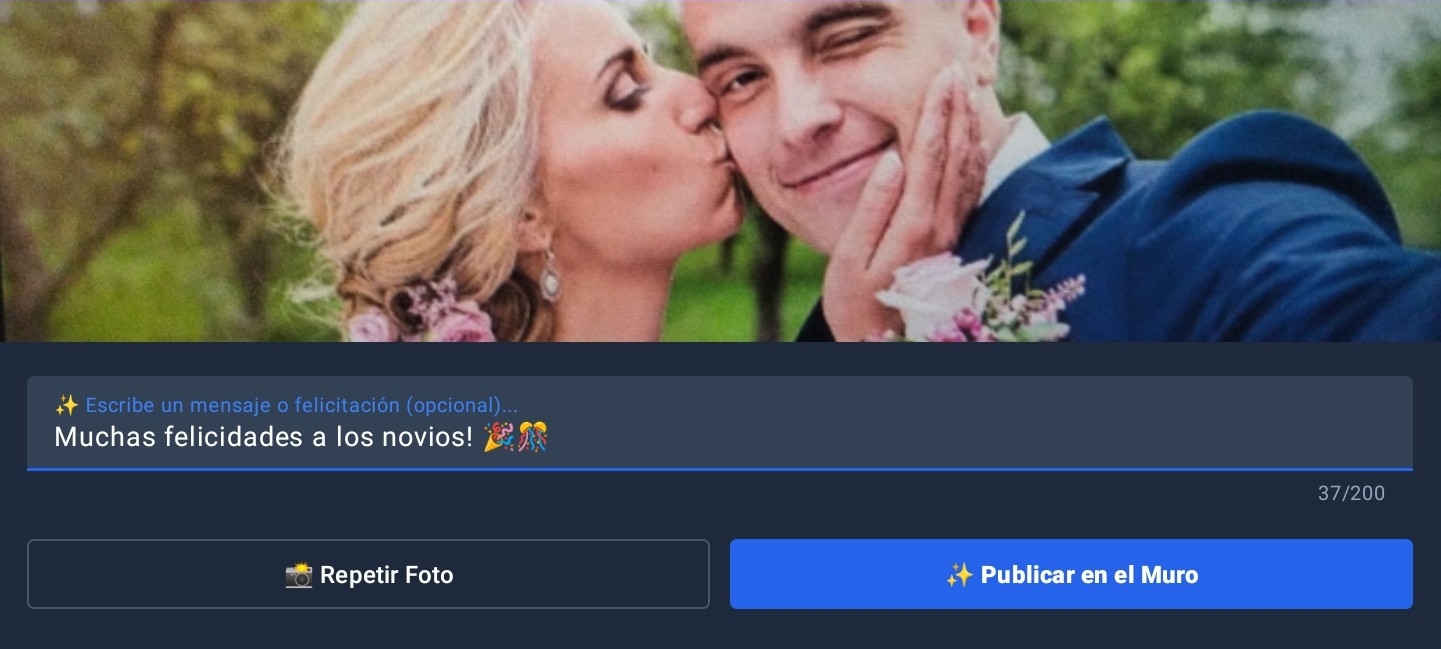 ✨ Escribe un mensaje o felicitación (opcional)...
Muchas felicidades a los novios! 🎉🎊
37/200
📸 Repetir Foto
✨ Publicar en el Muro